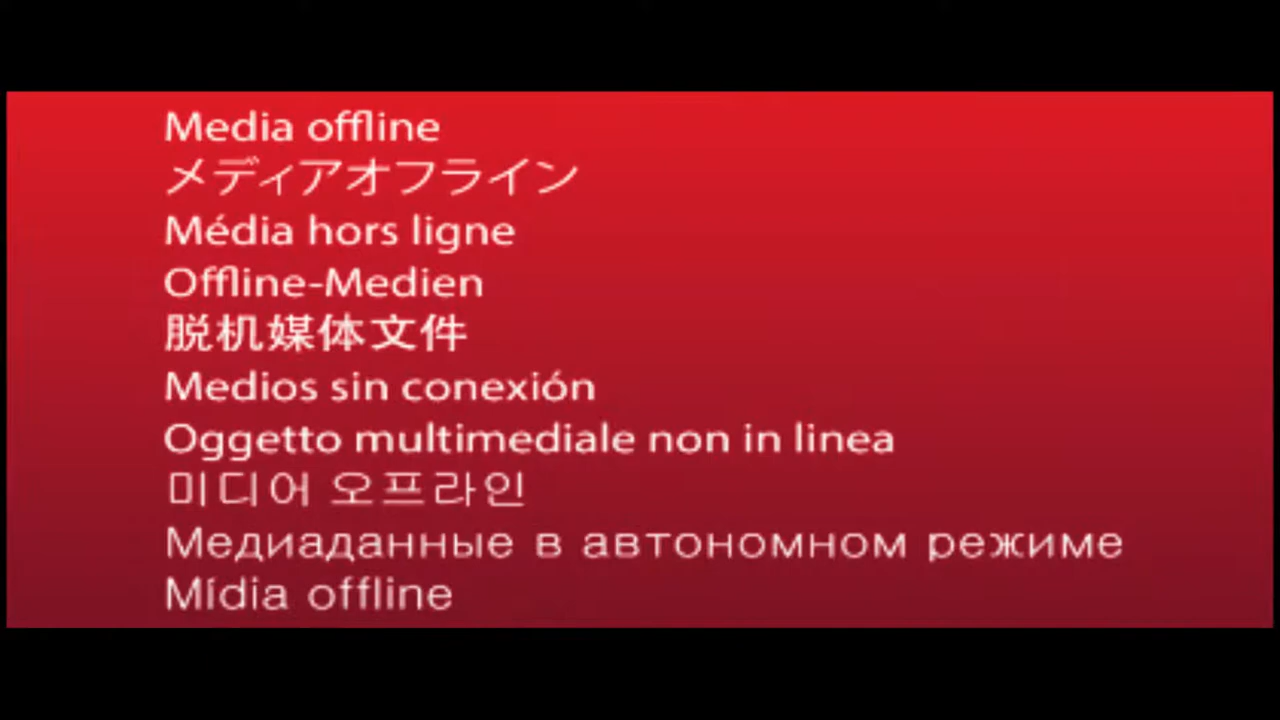 Media offline
メディアオフライン
Média hors ligne
Offline-Medien
脱机媒体文件
Medios sin conexión
Oggetto multimediale non in linea
미디어 오프라인
Медиаданные в автономном режиме
Mídia offline